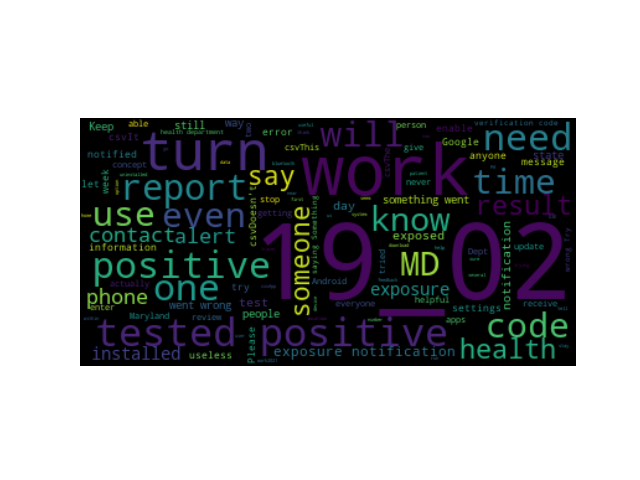 Keep able still way person verification code
csvIt health department error will enable Google need
notified turn csvThis give anyone state
concept work message
let week report say never time
use even stop something went result
information csvDoesn't getting someone day know
contact alert exposed Dept update
positive 19_02 MD notification
actually one try saying Something tried download
phone Android exposure
enter went wrong test everyone helpful settings receive
Maryland review people please apps code
tested positive
installed useless exposure notification health